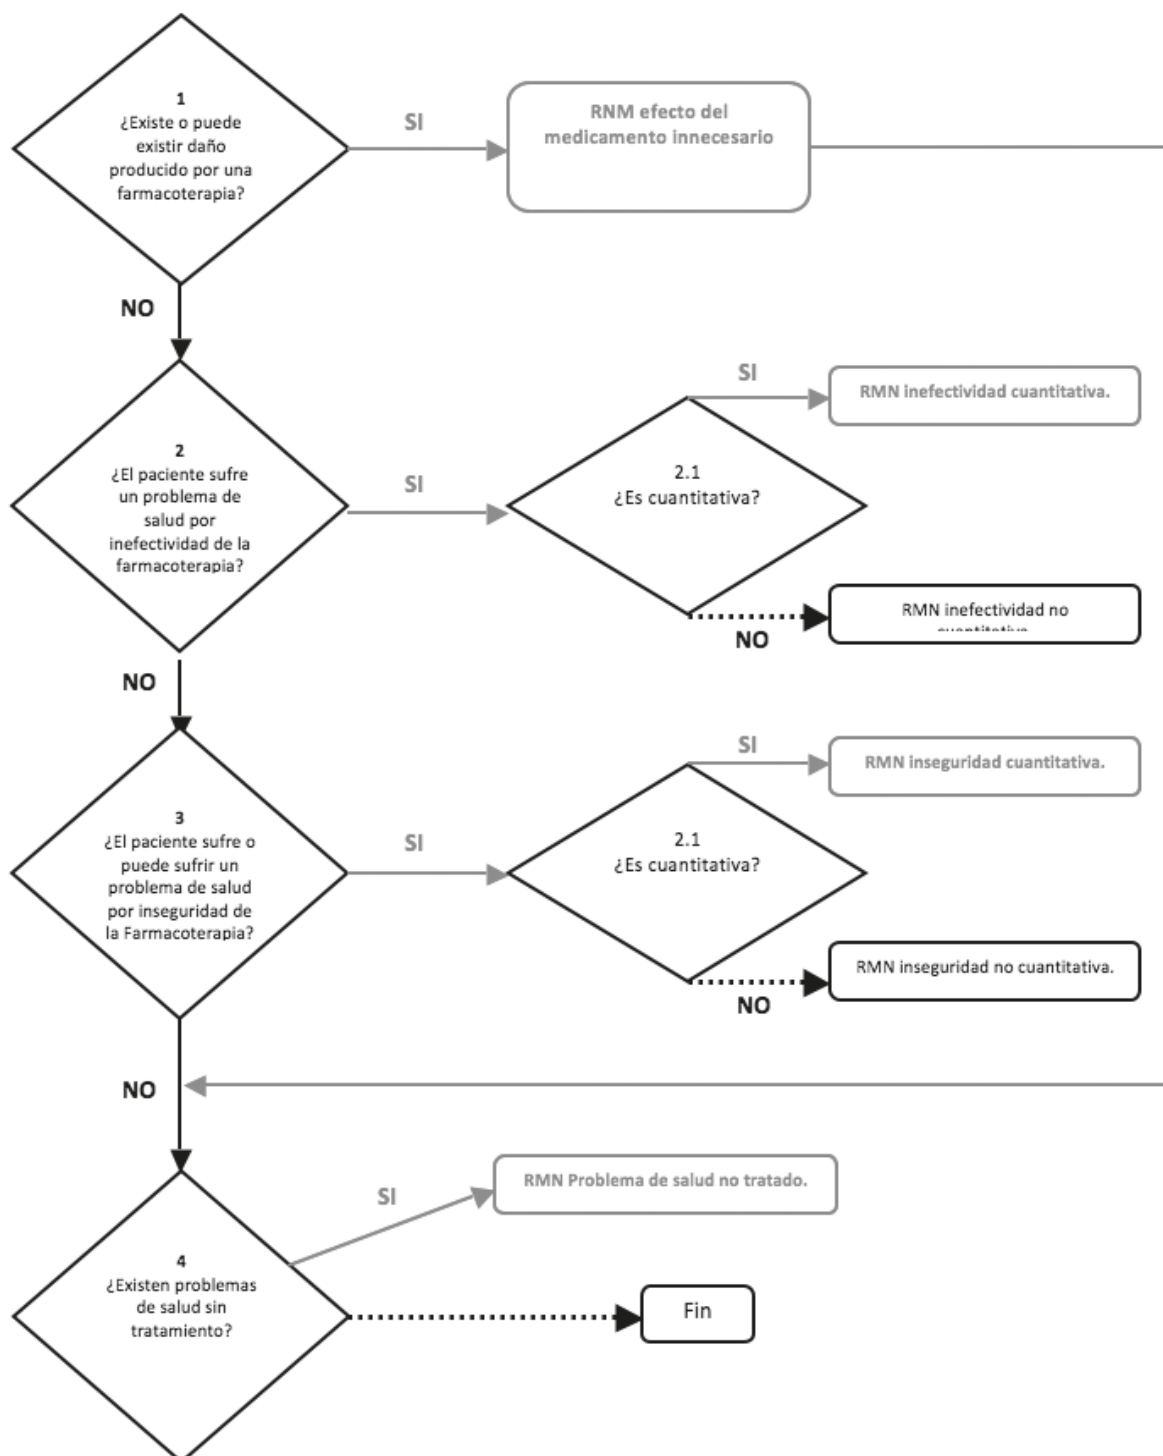 1
¿Existe o puede
existir daño
producido por una
farmacoterapia?
SI
RNM efecto del
medicamento innecesario
NO
2
¿El paciente sufre
un problema de
salud por
inefectividad de la
farmacoterapia?
SI
2.1
¿Es cuantitativa?
SI
RMN inefectividad cuantitativa.
NO
RMN inefectividad no
NO
3
¿El paciente sufre o
puede sufrir un
problema de salud
por inseguridad de
la Farmacoterapia?
SI
2.1
¿Es cuantitativa?
SI
RMN inseguridad cuantitativa.
NO
RMN inseguridad no cuantitativa.
NO
4
¿Existen problemas
de salud sin
tratamiento?
SI
RMN Problema de salud no tratado.
Fin